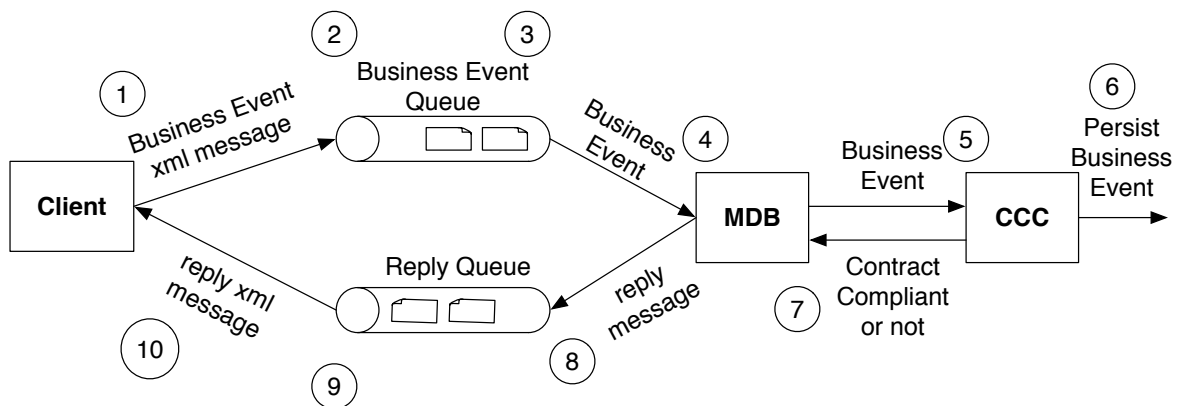 1
Business Event
xml message
2
3
Business Event
Queue
Business
Event
4
Business
Event
5
6
Persist
Business
Event
Client
MDB
CCC
reply xml
message
Reply Queue
reply
message
Contract
Compliant
or not
7
8
9
10